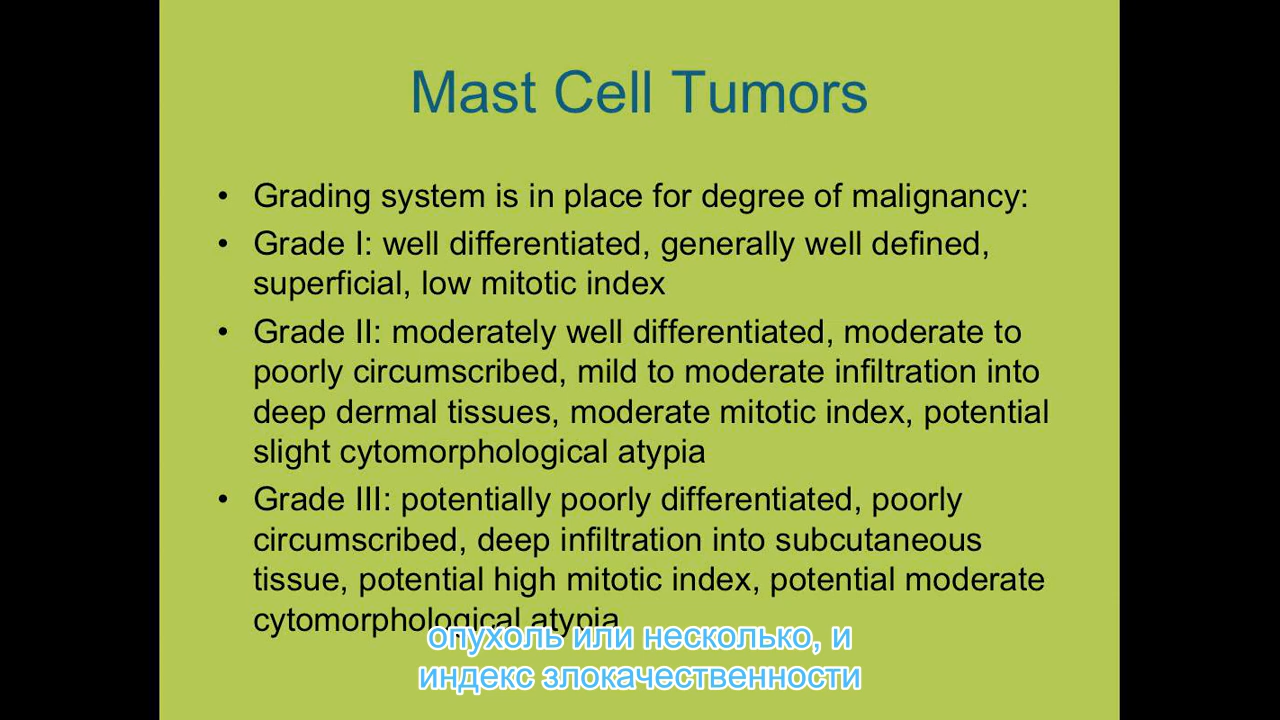 Mast Cell Tumors
• Grading system is in place for degree of malignancy:
• Grade I: well differentiated, generally well defined,
superficial, low mitotic index
• Grade II: moderately well differentiated, moderate to
poorly circumscribed, mild to moderate infiltration into
deep dermal tissues, moderate mitotic index, potential
slight cytomorphological atypia
• Grade III: potentially poorly differentiated, poorly
circumscribed, deep infiltration into subcutaneous
tissue, potential high mitotic index, potential moderate
cytomorphological atypia
опухоль или несколько, и
индекс злокачественности